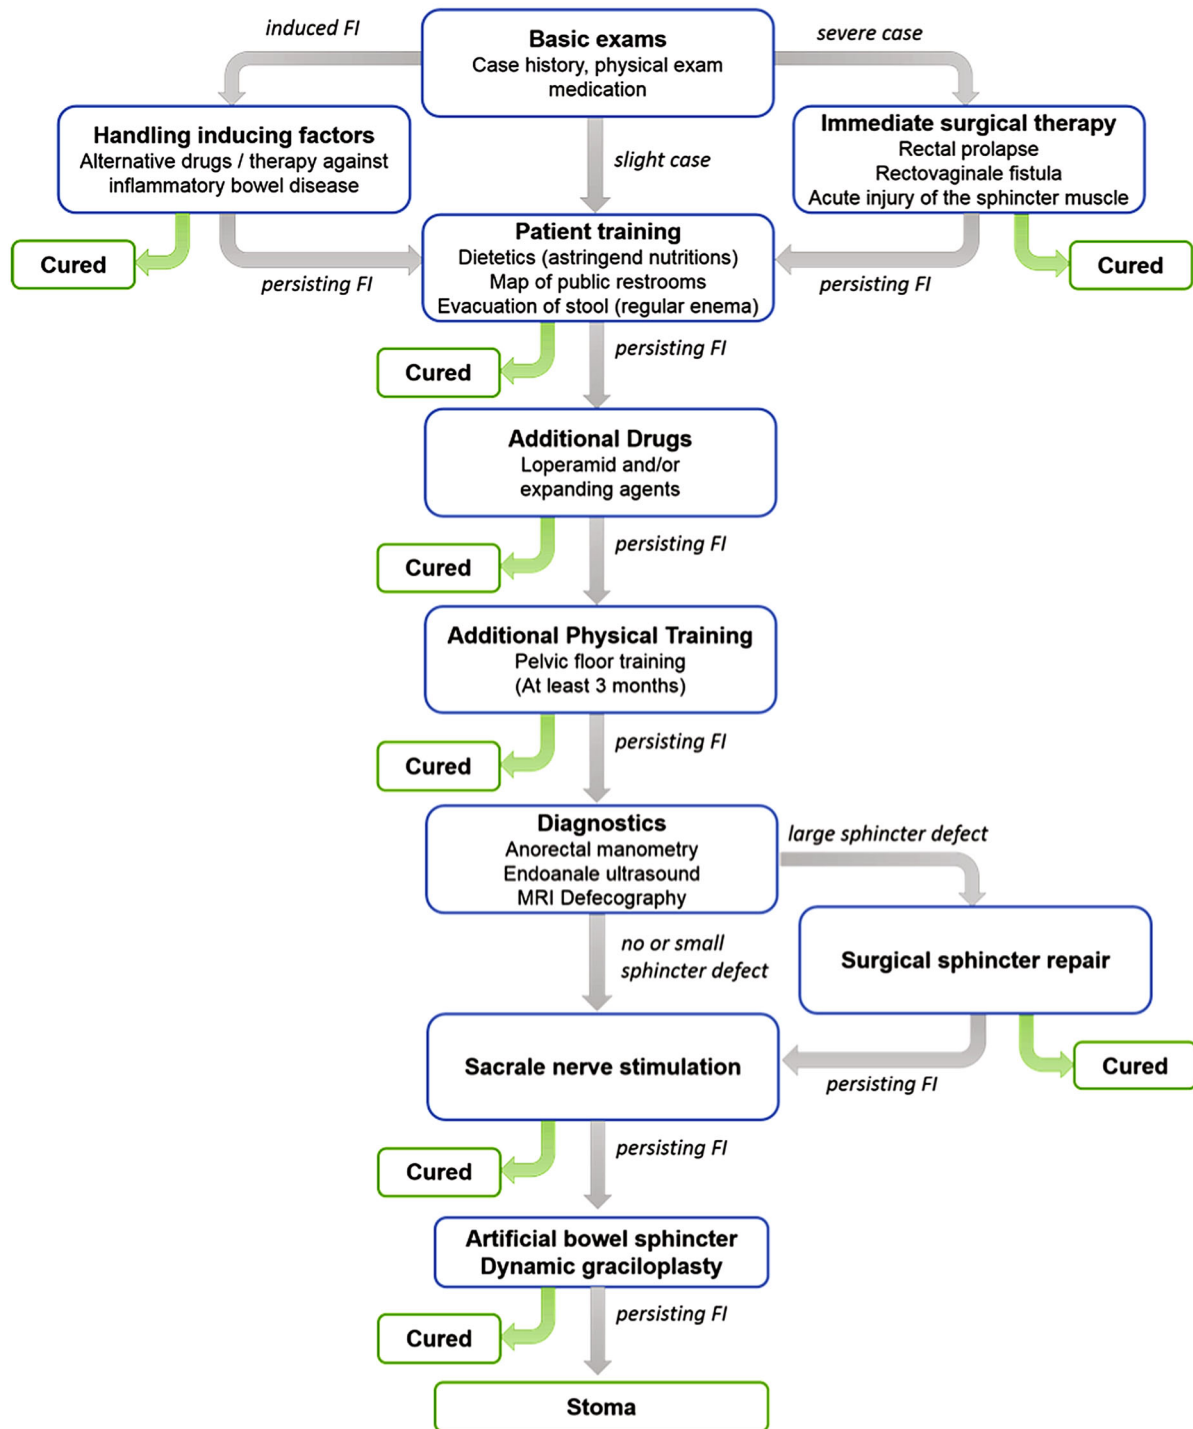 induced FI
Basic exams
Case history, physical exam
medication
severe case
Handling inducing factors
Alternative drugs / therapy against
inflammatory bowel disease
slight case
Immediate surgical therapy
Rectal prolapse
Rectovaginale fistula
Acute injury of the sphincter muscle
Cured
persisting FI
Patient training
Dietetics (astringend nutritions)
Map of public restrooms
Evacuation of stool (regular enema)
persisting FI
Cured
Cured
persisting FI
Additional Drugs
Loperamid and/or
expanding agents
Cured
persisting FI
Additional Physical Training
Pelvic floor training
(At least 3 months)
Cured
persisting FI
Diagnostics
Anorectal manometry
Endoanale ultrasound
MRI Defecography
large sphincter defect
no or small
sphincter defect
Surgical sphincter repair
Sacrale nerve stimulation
persisting FI
Cured
Cured
persisting FI
Artificial bowel sphincter
Dynamic graciloplasty
Cured
persisting FI
Stoma